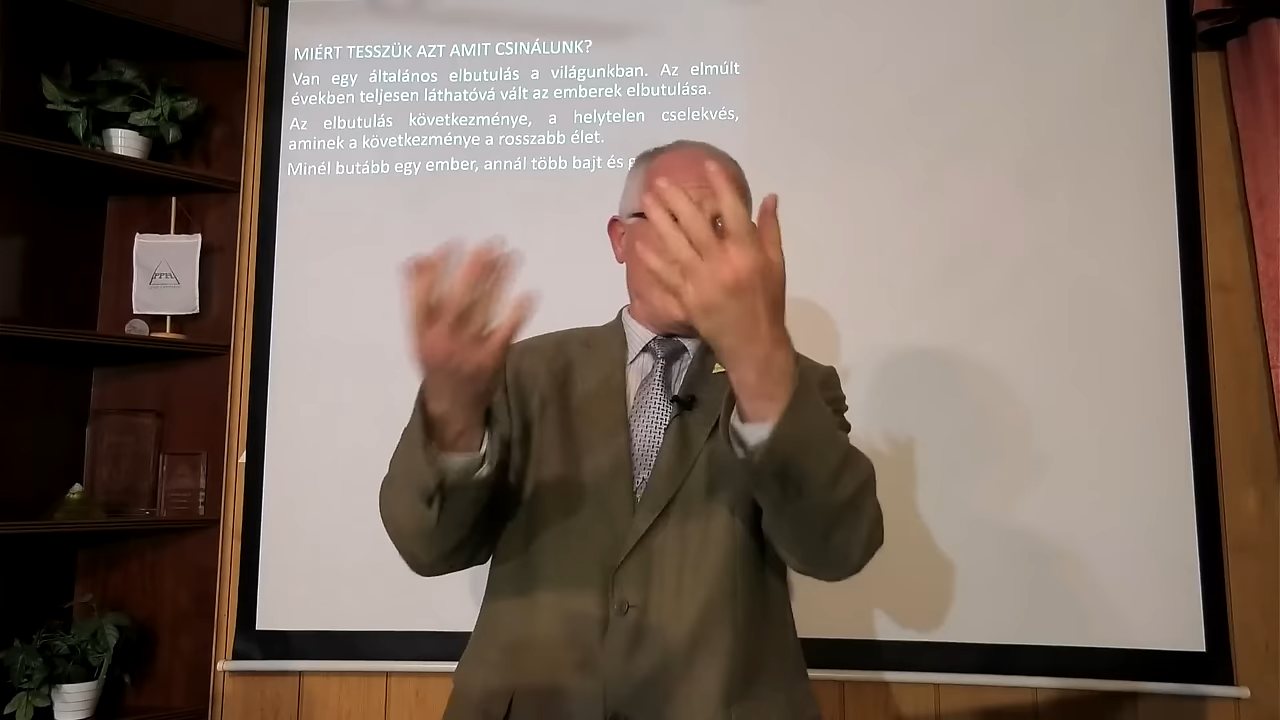 MIÉRT TESSZÜK AZT AMIT CSINÁLUNK?
Van egy általános elbutulás a világunkban. Az elmúlt
években teljesen láthatóvá vált az emberek elbutulása.
Az elbutulás következménye, a helytelen cselekvés,
aminek a következménye a rosszabb élet.
Minél butább egy ember, annál több bajt és